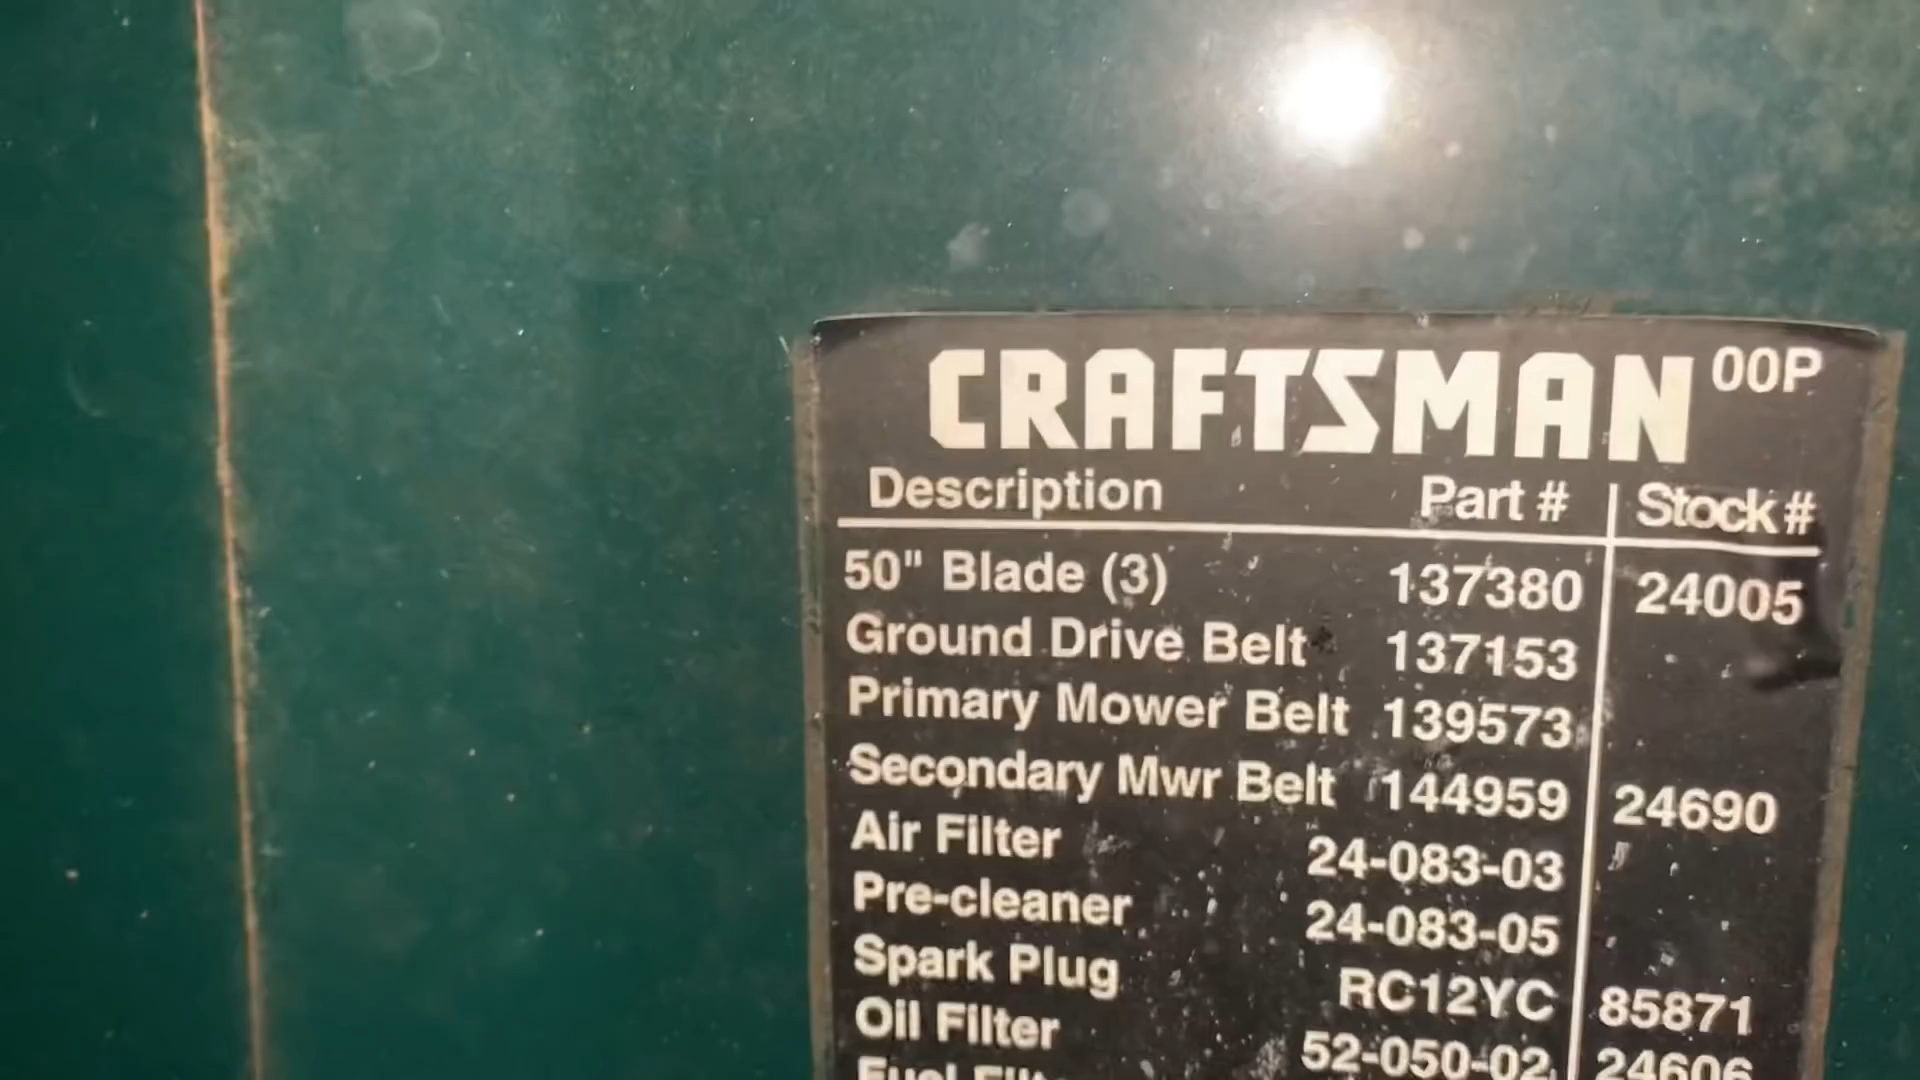 CRAFTSMAN 00P
Description Part # Stock #
50" Blade (3) 137380 24005
Ground Drive Belt 137153
Primary Mower Belt 139573
Secondary Mwr Belt 144959 24690
Air Filter 24-083-03
Pre-cleaner 24-083-05
Spark Plug RC12YC 85871
Oil Filter 52-050-02 24606